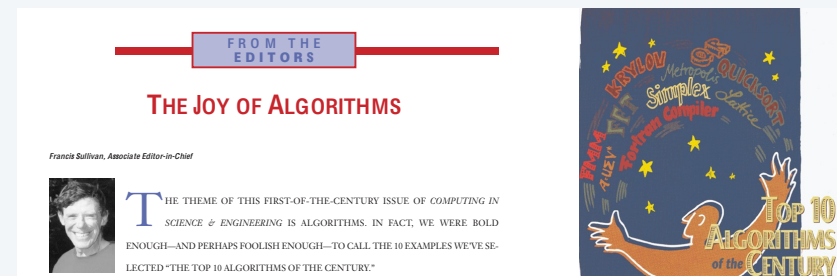 FROM THE
EDITORS
THE JOY OF ALGORITHMS
Francis Sullivan, Associate Editor-in-Chief
THE THEME OF THIS FIRST-OF-THE-CENTURY ISSUE OF COMPUTING IN
SCIENCE & ENGINEERING IS ALGORITHMS. IN FACT, WE WERE BOLD
ENOUGH—AND PERHAPS FOOLISH ENOUGH—TO CALL THE 10 EXAMPLES WE'VE SE-
LECTED "THE TOP 10 ALGORITHMS OF THE CENTURY."
KRYLOV
Metropolis
QUICKSORT
Simplex
Lattice
FFT
Fortran Compiler
FMM
TOP 10
ALGORITHMS
of the CENTURY